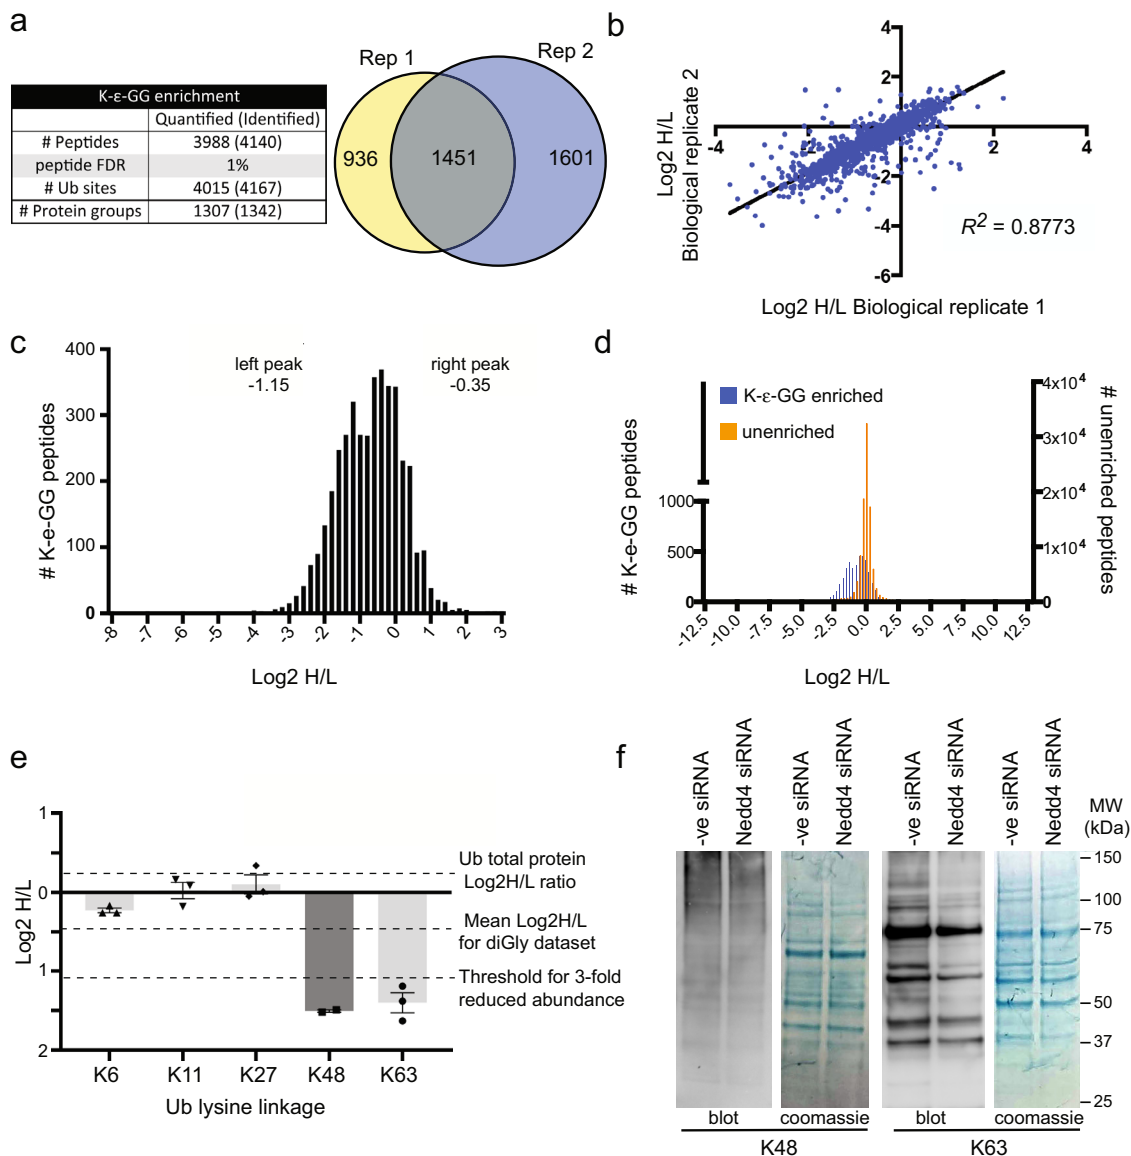 a
K-ε-GG enrichment
Quantified (Identified)
# Peptides 3988 (4140)
peptide FDR 1%
# Ub sites 4015 (4167)
# Protein groups 1307 (1342)
Rep 1
Rep 2
936
1451
1601
b
Log2 H/L
Biological replicate 2
4
2
-4
-2
2
4
-2
-4
-6
R² = 0.8773
Log2 H/L Biological replicate 1
c
# K-e-GG peptides
400
300
200
100
0
left peak
-1.15
right peak
-0.35
-8 -7 -6 -5 -4 -3 -2 -1 0 1 2 3
Log2 H/L
d
# K-e-GG peptides
1000
500
0
K-ε-GG enriched
unenriched
4x10⁴
3x10⁴
2x10⁴
1x10⁴
0
# unenriched peptides
-12.5 -10.0 -7.5 -5.0 -2.5 0.0 2.5 5.0 7.5 10.0 12.5
Log2 H/L
e
Log2 H/L
1
0
1
2
Ub total protein
Log2H/L ratio
Mean Log2H/L
for diGly dataset
Threshold for 3-fold
reduced abundance
K6 K11 K27 K48 K63
Ub lysine linkage
f
-ve siRNA
Nedd4 siRNA
-ve siRNA
Nedd4 siRNA
-ve siRNA
Nedd4 siRNA
-ve siRNA
Nedd4 siRNA
MW
(kDa)
150
100
75
50
37
25
blot coomassie blot coomassie
K48 K63